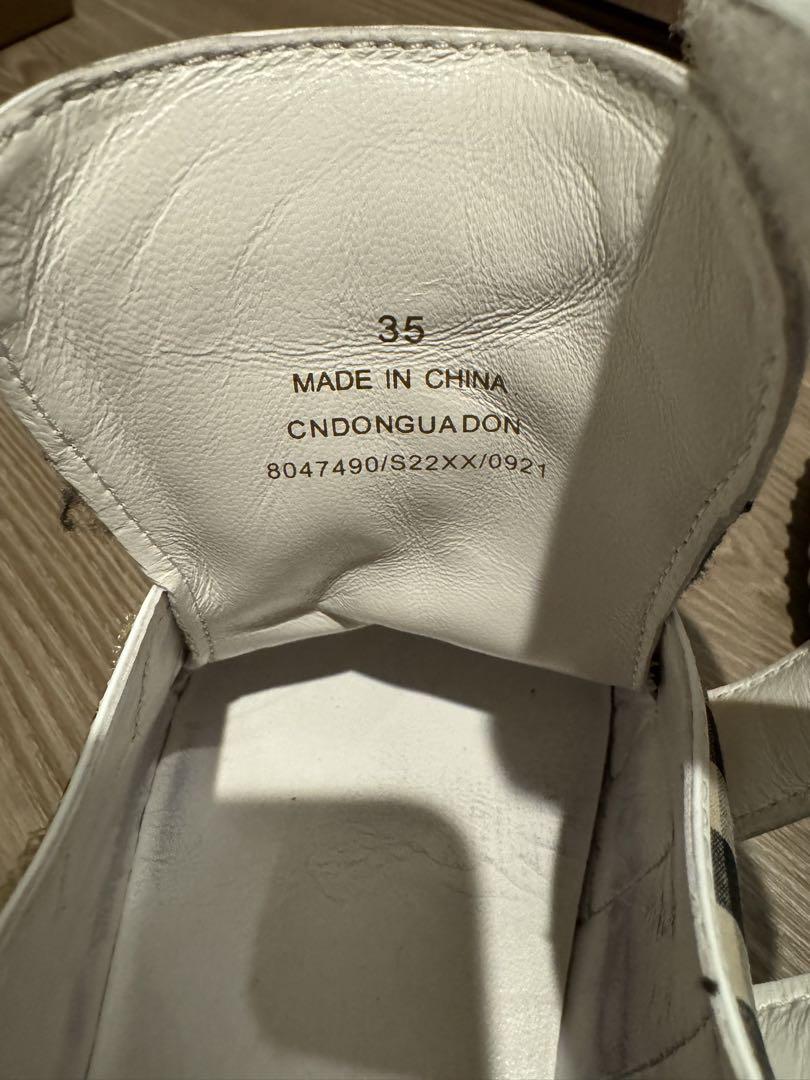 35
MADE IN CHINA
CNDONGUADON
8047490/S22XX/0921